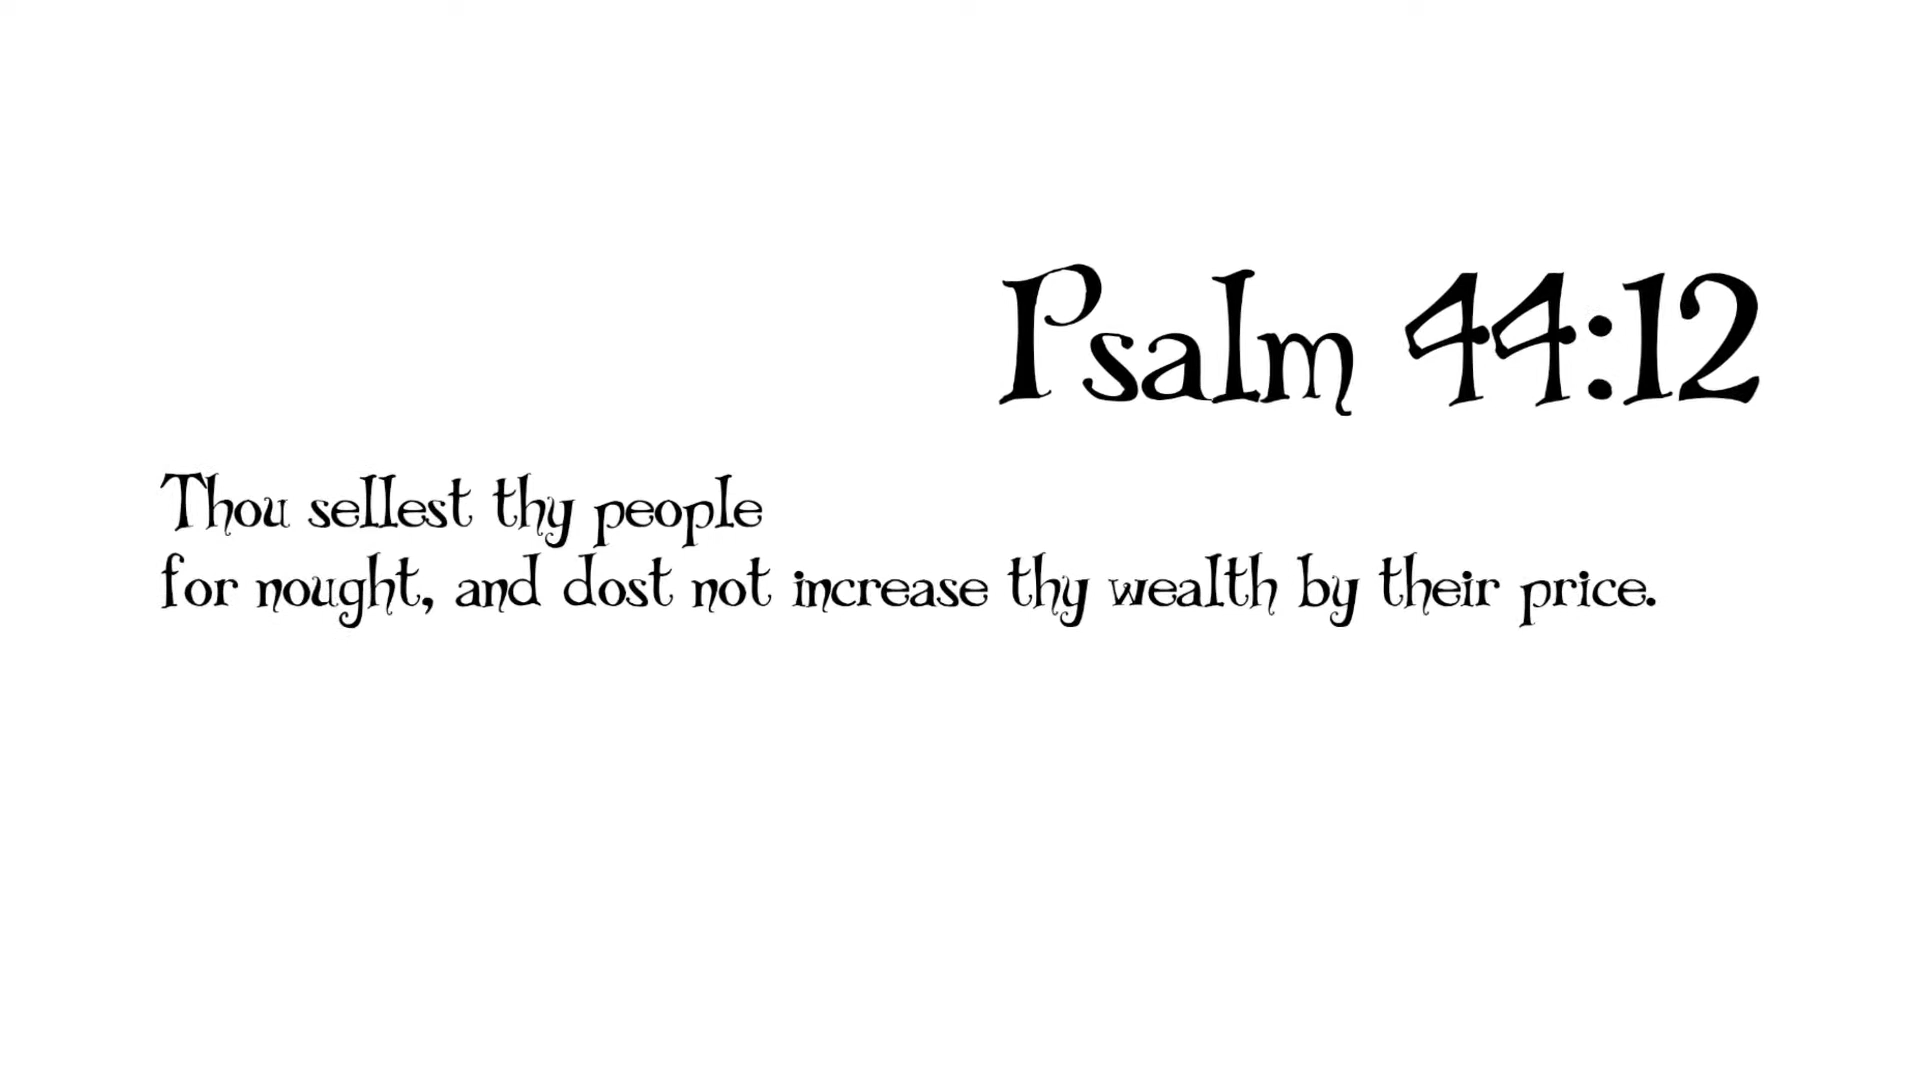 Psalm 44:12
Thou sellest thy people
for nought, and dost not increase thy wealth by their price.